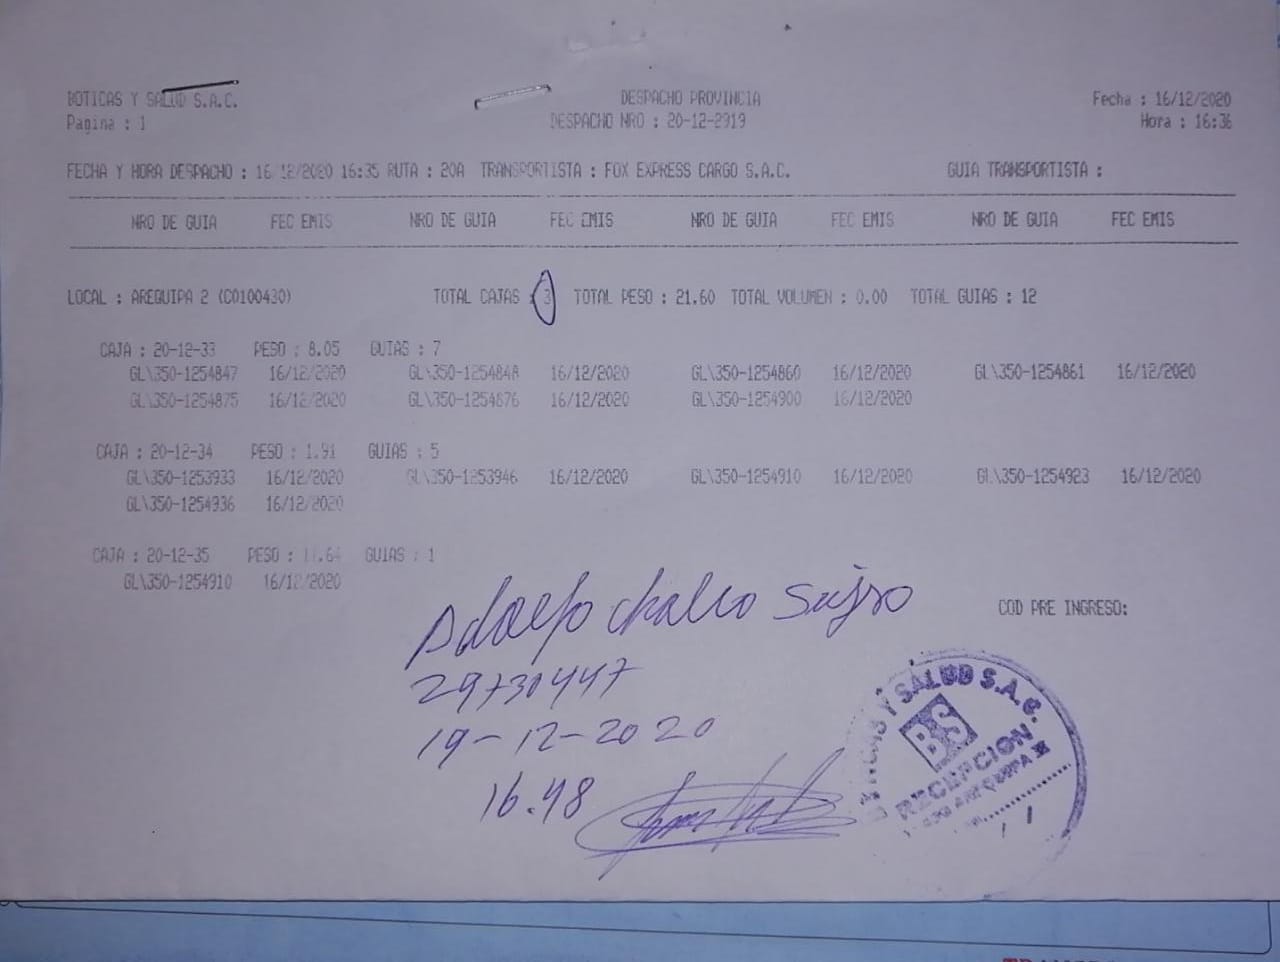 BOTICAS Y SALUD S.A.C. DESPACHO PROVINCIA Fecha : 16/12/2020
Pagina : 1 DESPACHO NRO : 20-12-2919 Hora : 16:36
FECHA Y HORA DESPACHO : 16/12/2020 16:35 RUTA : 20A TRANSPORTISTA : FOX EXPRESS CARGO S.A.C. GUIA TRANSPORTISTA :
NRO DE GUIA FEC EMIS NRO DE GUIA FEC EMIS NRO DE GUIA FEC EMIS NRO DE GUIA FEC EMIS
LOCAL : AREQUIPA 2 (C0100430) TOTAL CAJAS : 3 TOTAL PESO : 21.60 TOTAL VOLUMEN : 0.00 TOTAL GUIAS : 12
CAJA : 20-12-33 PESO : 8.05 GUIAS : 7
GL\350-1254847 16/12/2020 GL\350-1254848 16/12/2020 GL\350-1254860 16/12/2020 GL\350-1254861 16/12/2020
GL\350-1254875 16/12/2020 GL\350-1254876 16/12/2020 GL\350-1254900 16/12/2020
CAJA : 20-12-34 PESO : 1.91 GUIAS : 5
GL\350-1253933 16/12/2020 GL\350-1253946 16/12/2020 GL\350-1254910 16/12/2020 GL\350-1254923 16/12/2020
GL\350-1254936 16/12/2020
CAJA : 20-12-35 PESO : 11.64 GUIAS : 1
GL\350-1254910 16/12/2020
COD PRE INGRESO:
Adolfo Chalco
29730447
19-12-2020
16.48
BOTICAS Y SALUD S.A.C.
BS
RECEPCION
AREQUIPA